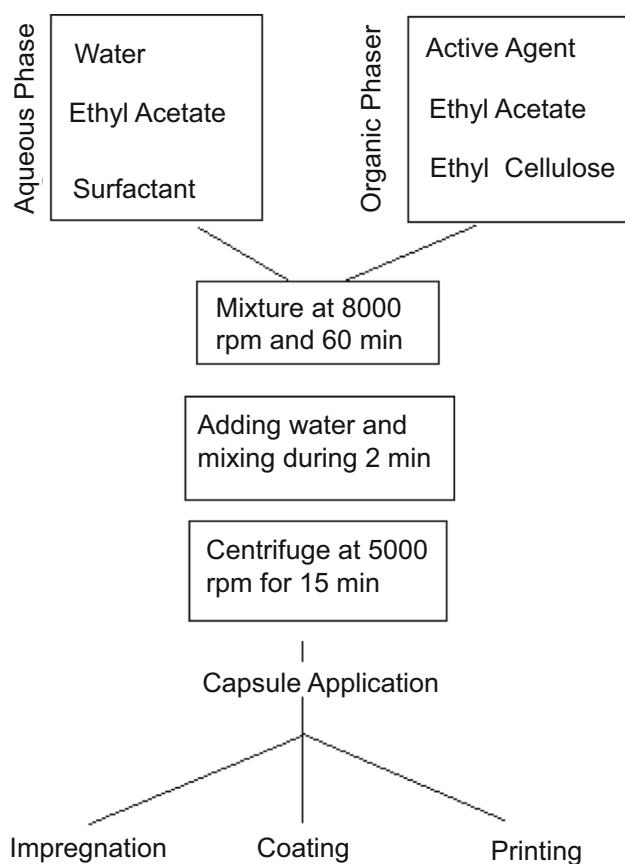 Aqueous Phase
Water
Ethyl Acetate
Surfactant
Organic Phaser
Active Agent
Ethyl Acetate
Ethyl Cellulose
Mixture at 8000
rpm and 60 min
Adding water and
mixing during 2 min
Centrifuge at 5000
rpm for 15 min
Capsule Application
Impregnation
Coating
Printing